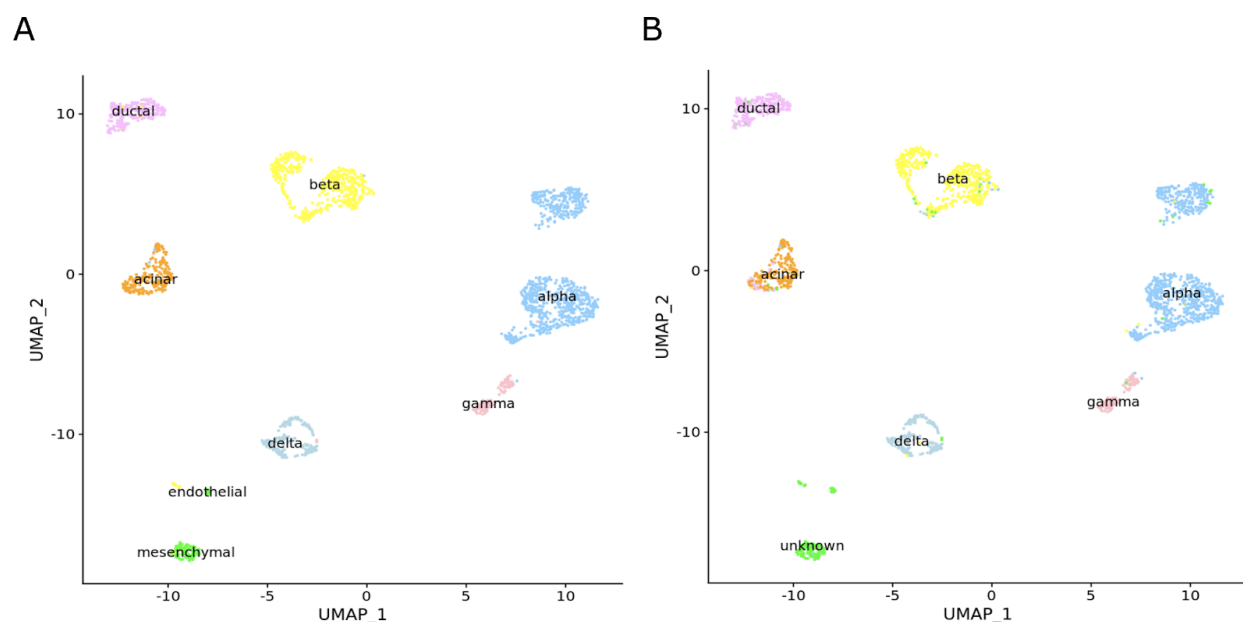 A
B
ductal
beta
acinar
alpha
gamma
delta
endothelial
mesenchymal
10
0
-10
UMAP_2
-10
-5
0
5
10
UMAP_1
ductal
beta
acinar
alpha
gamma
delta
unknown
10
0
-10
UMAP_2
-10
-5
0
5
10
UMAP_1